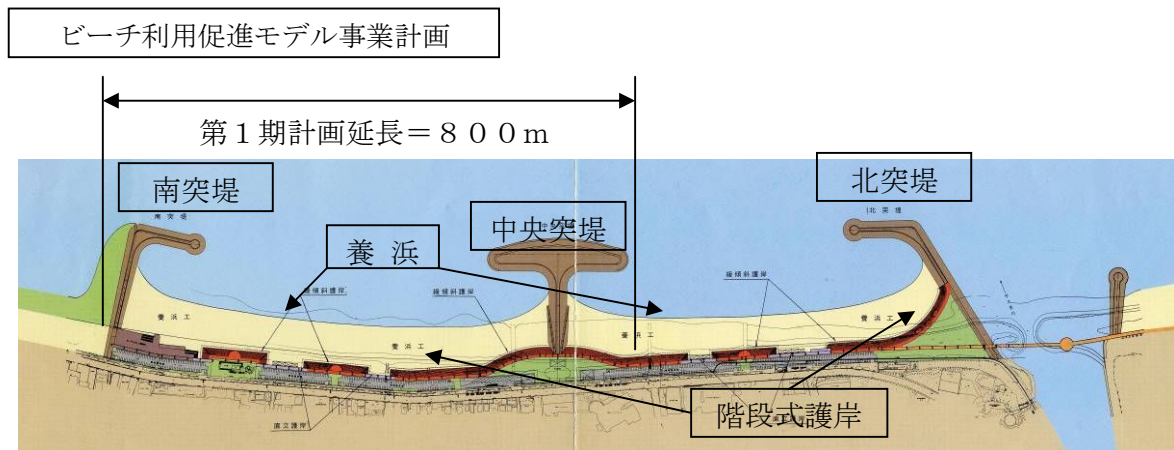 ビーチ利用促進モデル事業計画
第1期計画延長＝800m
南突堤
北突堤
南突堤
北突堤
中央突堤
養 浜
緩傾斜護岸
緩傾斜護岸
緩傾斜護岸
養浜工
養浜工
養浜工
養浜工
階段式護岸
直立護岸